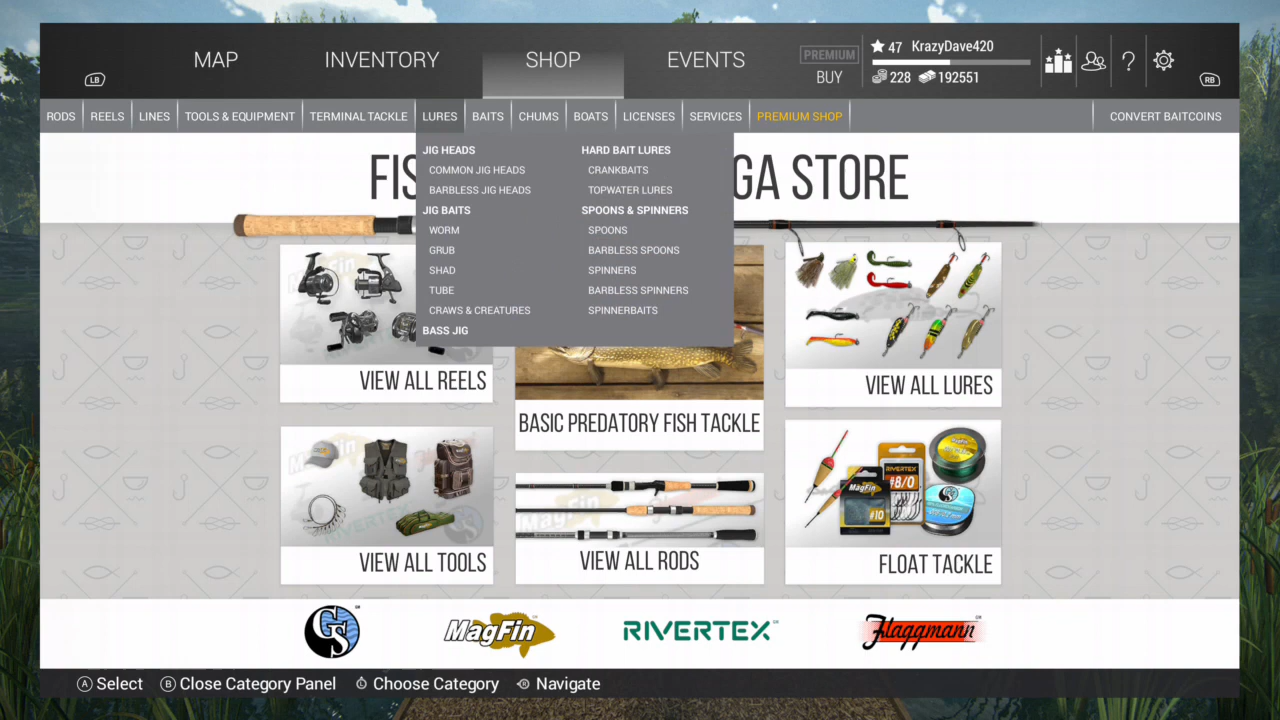 MAP INVENTORY SHOP EVENTS PREMIUM BUY 47 KrazyDave420
228 192551
LB
RB
RODS REELS LINES TOOLS & EQUIPMENT TERMINAL TACKLE LURES BAITS CHUMS BOATS LICENSES SERVICES PREMIUM SHOP CONVERT BAITCOINS
JIG HEADS
COMMON JIG HEADS
BARBLESS JIG HEADS
JIG BAITS
WORM
GRUB
SHAD
TUBE
CRAWS & CREATURES
BASS JIG
HARD BAIT LURES
CRANKBAITS
TOPWATER LURES
SPOONS & SPINNERS
SPOONS
BARBLESS SPOONS
SPINNERS
BARBLESS SPINNERS
SPINNERBAITS
GA STORE
VIEW ALL REELS
BASIC PREDATORY FISH TACKLE
VIEW ALL LURES
VIEW ALL TOOLS
VIEW ALL RODS
RIVERTEX
#8/0
MagFin
#10
FLOAT TACKLE
GS
MagFin
RIVERTEX
Flaggmann
A Select B Close Category Panel L Choose Category R Navigate